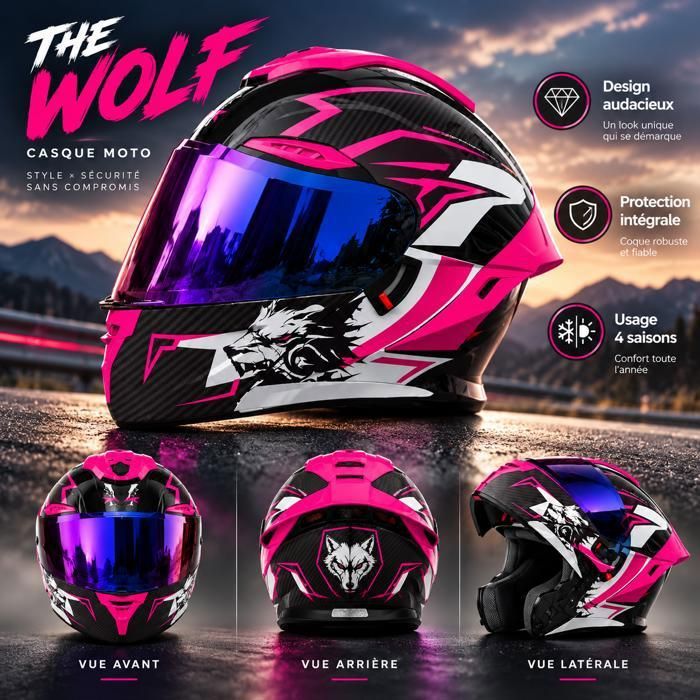 THE
WOLF
CASQUE MOTO
STYLE × SÉCURITÉ
SANS COMPROMIS
Design
audacieux
Un look unique
qui se démarque
Protection
intégrale
Coque robuste
et fiable
Usage
4 saisons
Confort toute
l'année
VUE AVANT
VUE ARRIÈRE
VUE LATÉRALE